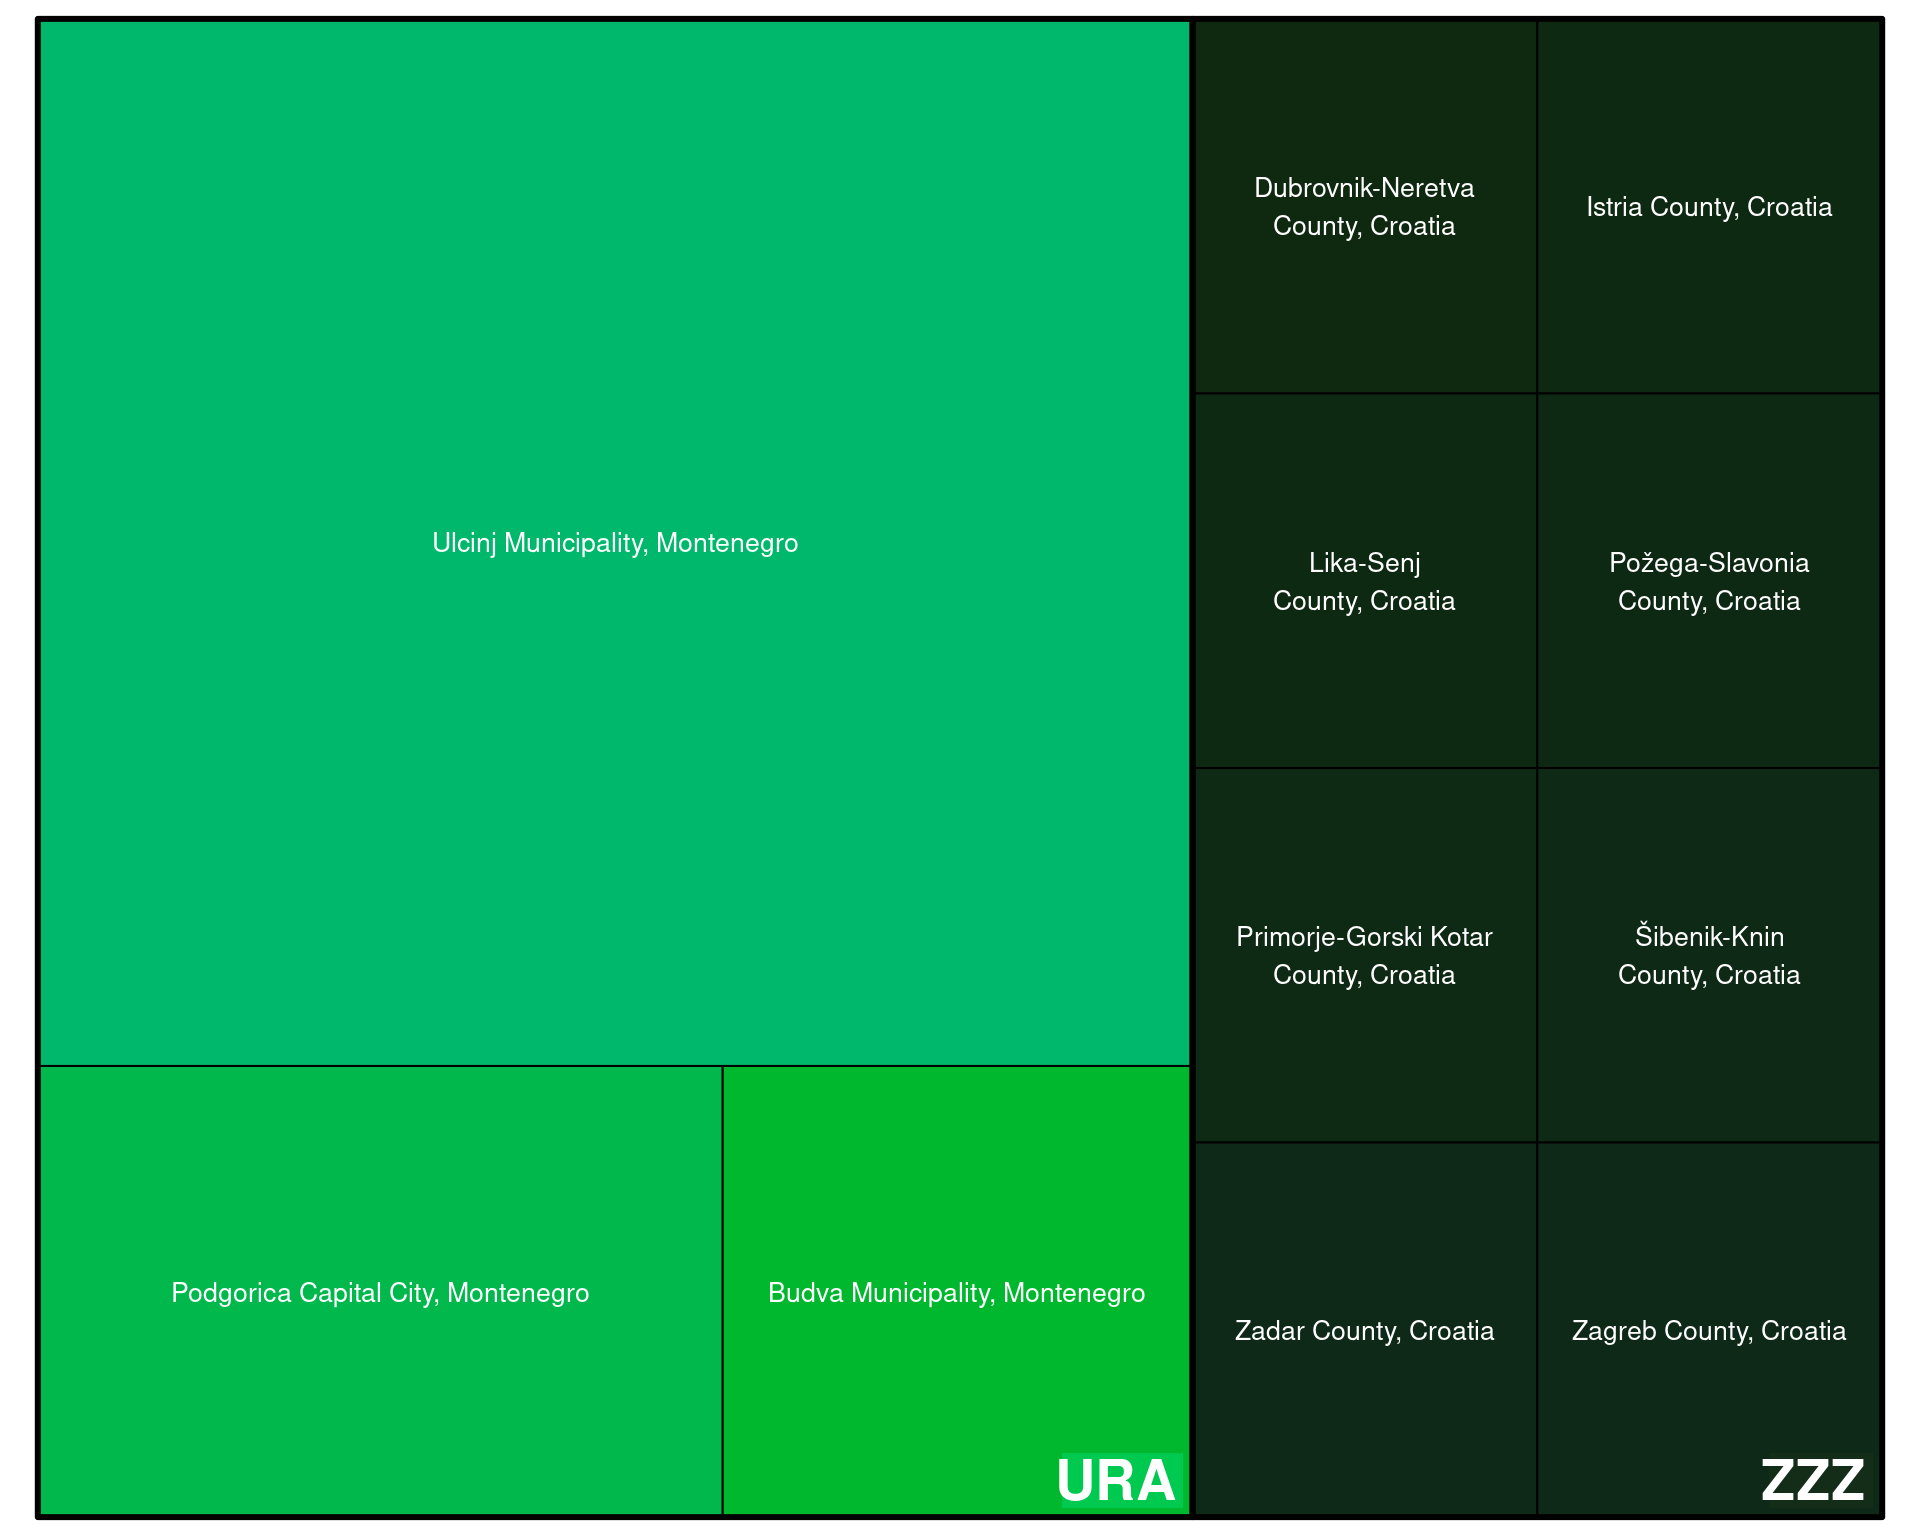 Ulcinj Municipality, Montenegro
Podgorica Capital City, Montenegro
Budva Municipality, Montenegro
URA
Dubrovnik-Neretva
County, Croatia
Istria County, Croatia
Lika-Senj
County, Croatia
Požega-Slavonia
County, Croatia
Primorje-Gorski Kotar
County, Croatia
Šibenik-Knin
County, Croatia
Zadar County, Croatia
Zagreb County, Croatia
ZZZ